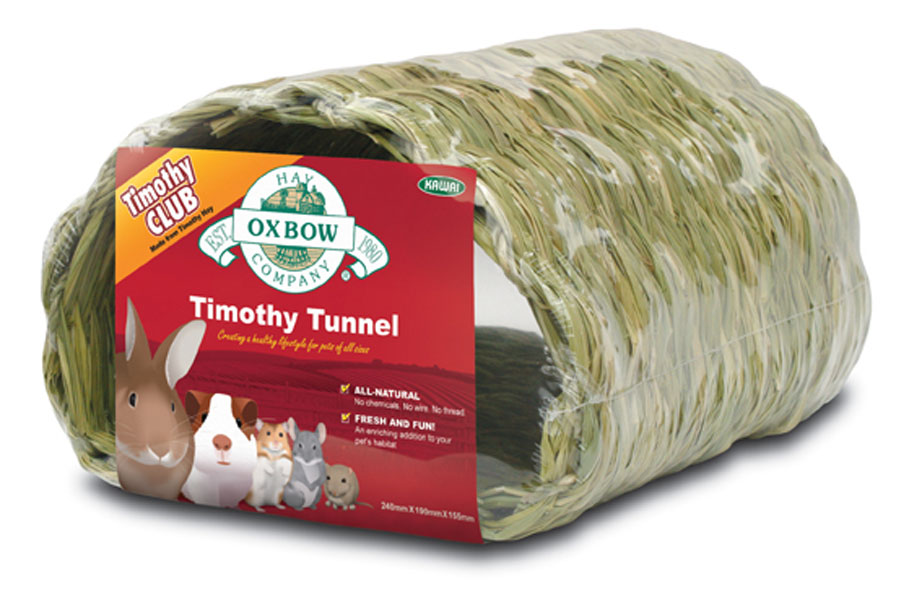 Timothy
CLUB
Made from Timothy Hay
KAWAI
HAY
OXBOW
EST. 1980
COMPANY
®
Timothy Tunnel
Creating a healthy lifestyle for pets of all sizes
ALL-NATURAL
No chemicals. No wire. No thread.
FRESH AND FUN!
An enriching addition to your
pet's habitat
240mm X 190mm X 155mm